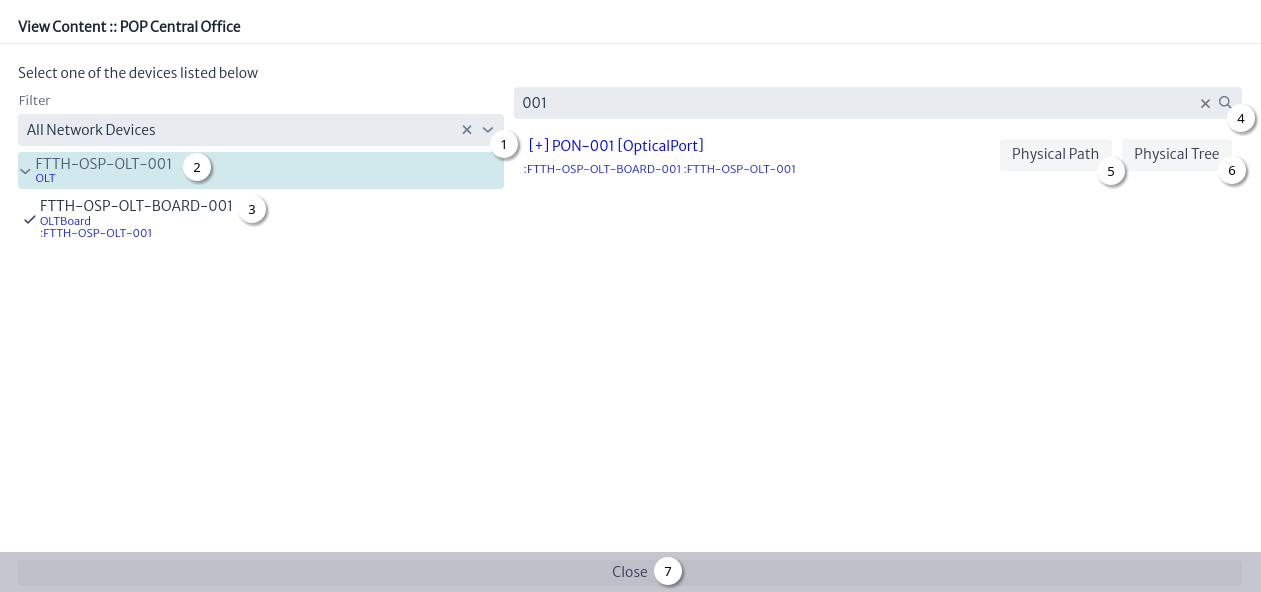 View Content :: POP Central Office
Select one of the devices listed below
Filter
All Network Devices
1
FTTH-OSP-OLT-001
OLT
2
FTTH-OSP-OLT-BOARD-001
OLTBoard
:FTTH-OSP-OLT-001
3
001
4
[+] PON-001 [OpticalPort]
:FTTH-OSP-OLT-BOARD-001 :FTTH-OSP-OLT-001
Physical Path
5
Physical Tree
6
Close
7